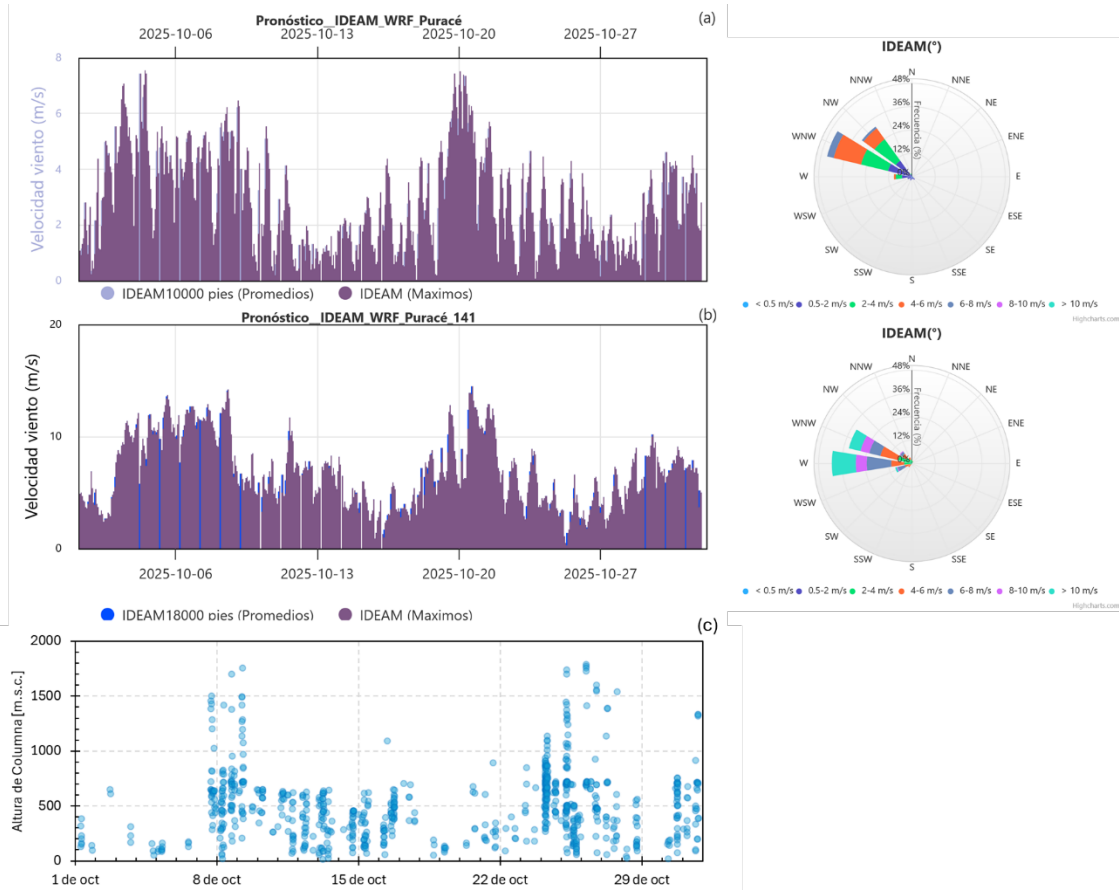 Pronóstico__IDEAM_WRF_Puracé
(a)
2025-10-06 2025-10-13 2025-10-20 2025-10-27
8
6
4
2
0
Velocidad viento (m/s)
IDEAM10000 pies (Promedios) IDEAM (Maximos)
IDEAM(°)
N
NNE
NE
ENE
E
ESE
SE
SSE
S
SSW
SW
WSW
W
WNW
NW
NNW
48%
36%
24%
12%
Frecuencia (%)
< 0.5 m/s 0.5-2 m/s 2-4 m/s 4-6 m/s 6-8 m/s 8-10 m/s > 10 m/s
Highcharts.com
Pronóstico__IDEAM_WRF_Puracé_141
(b)
20
10
0
Velocidad viento (m/s)
2025-10-06 2025-10-13 2025-10-20 2025-10-27
IDEAM18000 pies (Promedios) IDEAM (Maximos)
IDEAM(°)
N
NNE
NE
ENE
E
ESE
SE
SSE
S
SSW
SW
WSW
W
WNW
NW
NNW
48%
36%
24%
12%
Frecuencia (%)
< 0.5 m/s 0.5-2 m/s 2-4 m/s 4-6 m/s 6-8 m/s 8-10 m/s > 10 m/s
Highcharts.com
(c)
2000
1500
1000
500
0
Altura de Columna [m.s.c.]
1 de oct 8 de oct 15 de oct 22 de oct 29 de oct